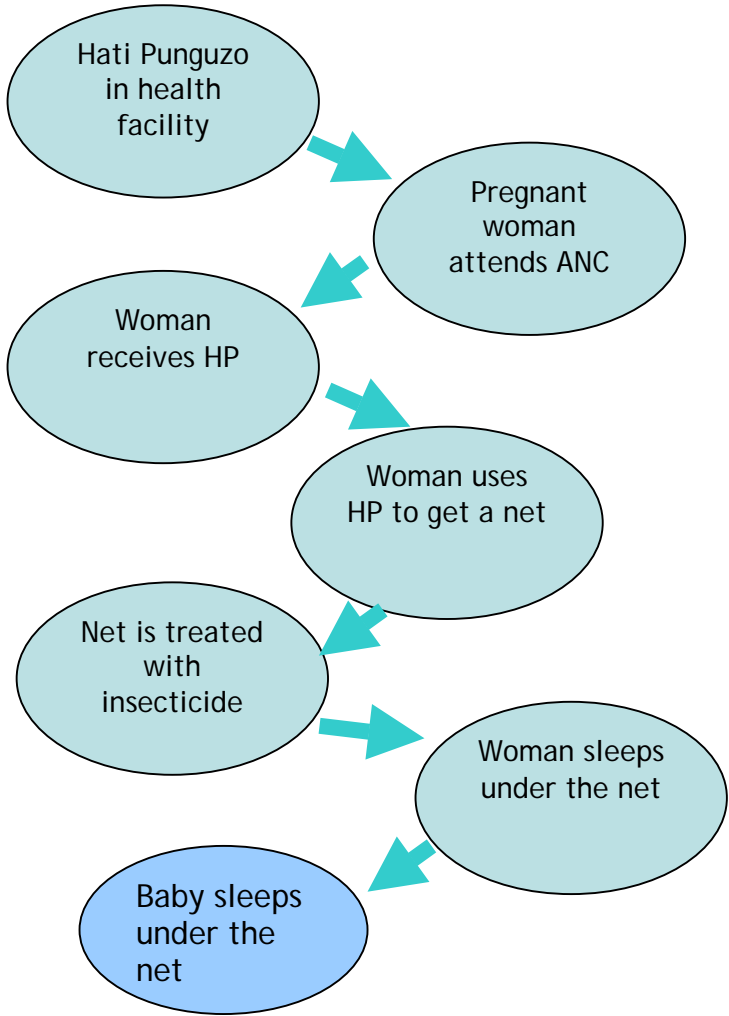 Hati Punguzo
in health
facility
Pregnant
woman
attends ANC
Woman
receives HP
Woman uses
HP to get a net
Net is treated
with
insecticide
Woman sleeps
under the net
Baby sleeps
under the
net